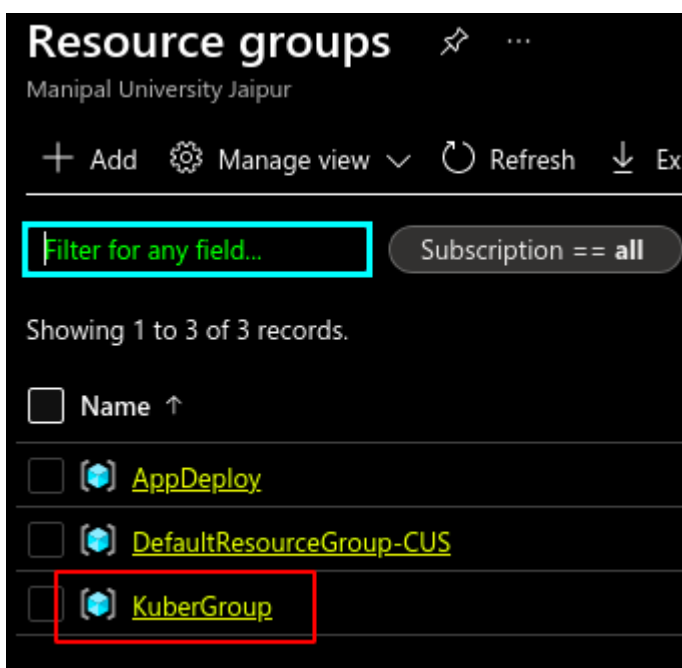 Resource groups ...
Manipal University Jaipur
+ Add Manage view Refresh Ex
Filter for any field... Subscription == all
Showing 1 to 3 of 3 records.
Name ↑
AppDeploy
DefaultResourceGroup-CUS
KuberGroup